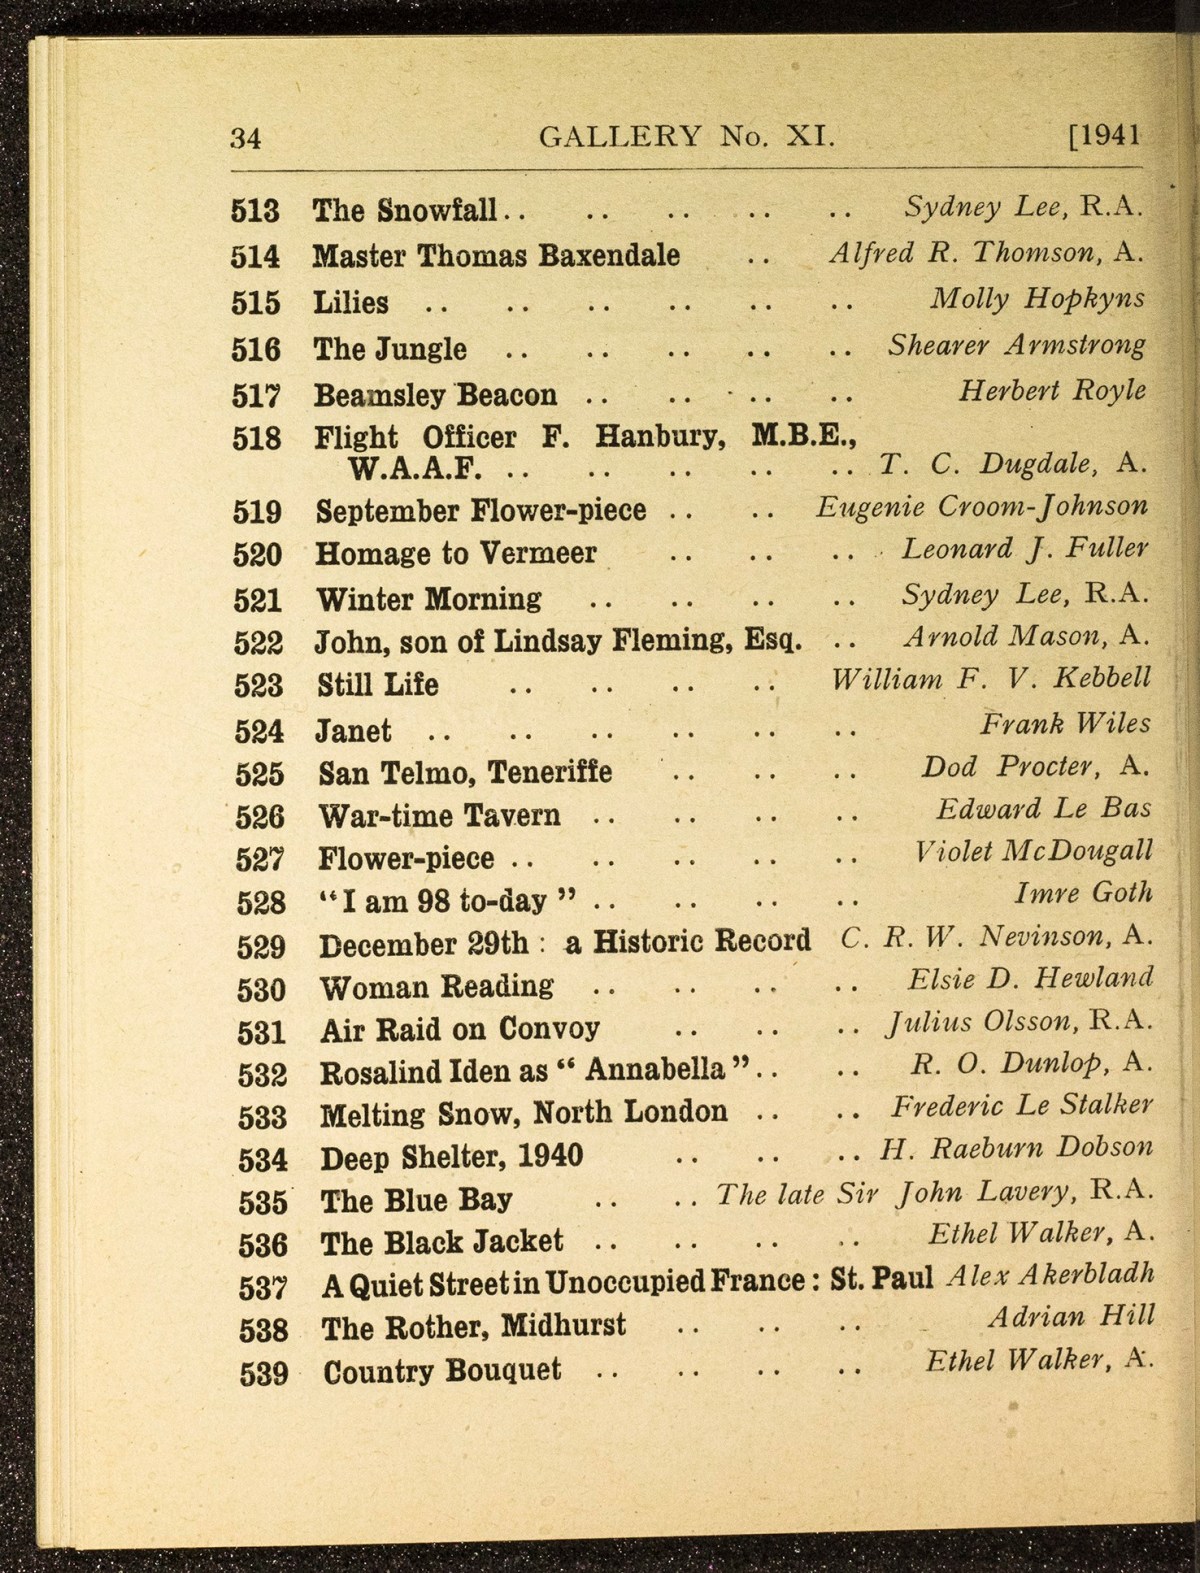 34 GALLERY No. XI. [1941
513 The Snowfall .. .. .. .. .. Sydney Lee, R.A.
514 Master Thomas Baxendale .. Alfred R. Thomson, A.
515 Lilies .. .. .. .. .. .. Molly Hopkyns
516 The Jungle .. .. .. .. .. Shearer Armstrong
517 Beamsley Beacon .. .. .. .. Herbert Royle
518 Flight Officer F. Hanbury, M.B.E.,
W.A.A.F. .. .. .. .. .. T. C. Dugdale, A.
519 September Flower-piece .. .. Eugenie Croom-Johnson
520 Homage to Vermeer .. .. .. Leonard J. Fuller
521 Winter Morning .. .. .. .. Sydney Lee, R.A.
522 John, son of Lindsay Fleming, Esq. .. Arnold Mason, A.
523 Still Life .. .. .. .. William F. V. Kebbell
524 Janet .. .. .. .. .. .. Frank Wiles
525 San Telmo, Teneriffe .. .. .. Dod Procter, A.
526 War-time Tavern .. .. .. .. Edward Le Bas
527 Flower-piece .. .. .. .. .. Violet McDougall
528 “I am 98 to-day” .. .. .. .. Imre Goth
529 December 29th : a Historic Record C. R. W. Nevinson, A.
530 Woman Reading .. .. .. .. Elsie D. Hewland
531 Air Raid on Convoy .. .. .. Julius Olsson, R.A.
532 Rosalind Iden as “Annabella” .. .. R. O. Dunlop, A.
533 Melting Snow, North London .. .. Frederic Le Stalker
534 Deep Shelter, 1940 .. .. .. H. Raeburn Dobson
535 The Blue Bay .. .. The late Sir John Lavery, R.A.
536 The Black Jacket .. .. .. .. Ethel Walker, A.
537 A Quiet Street in Unoccupied France : St. Paul Alex Akerbladh
538 The Rother, Midhurst .. .. .. Adrian Hill
539 Country Bouquet .. .. .. .. Ethel Walker, A.